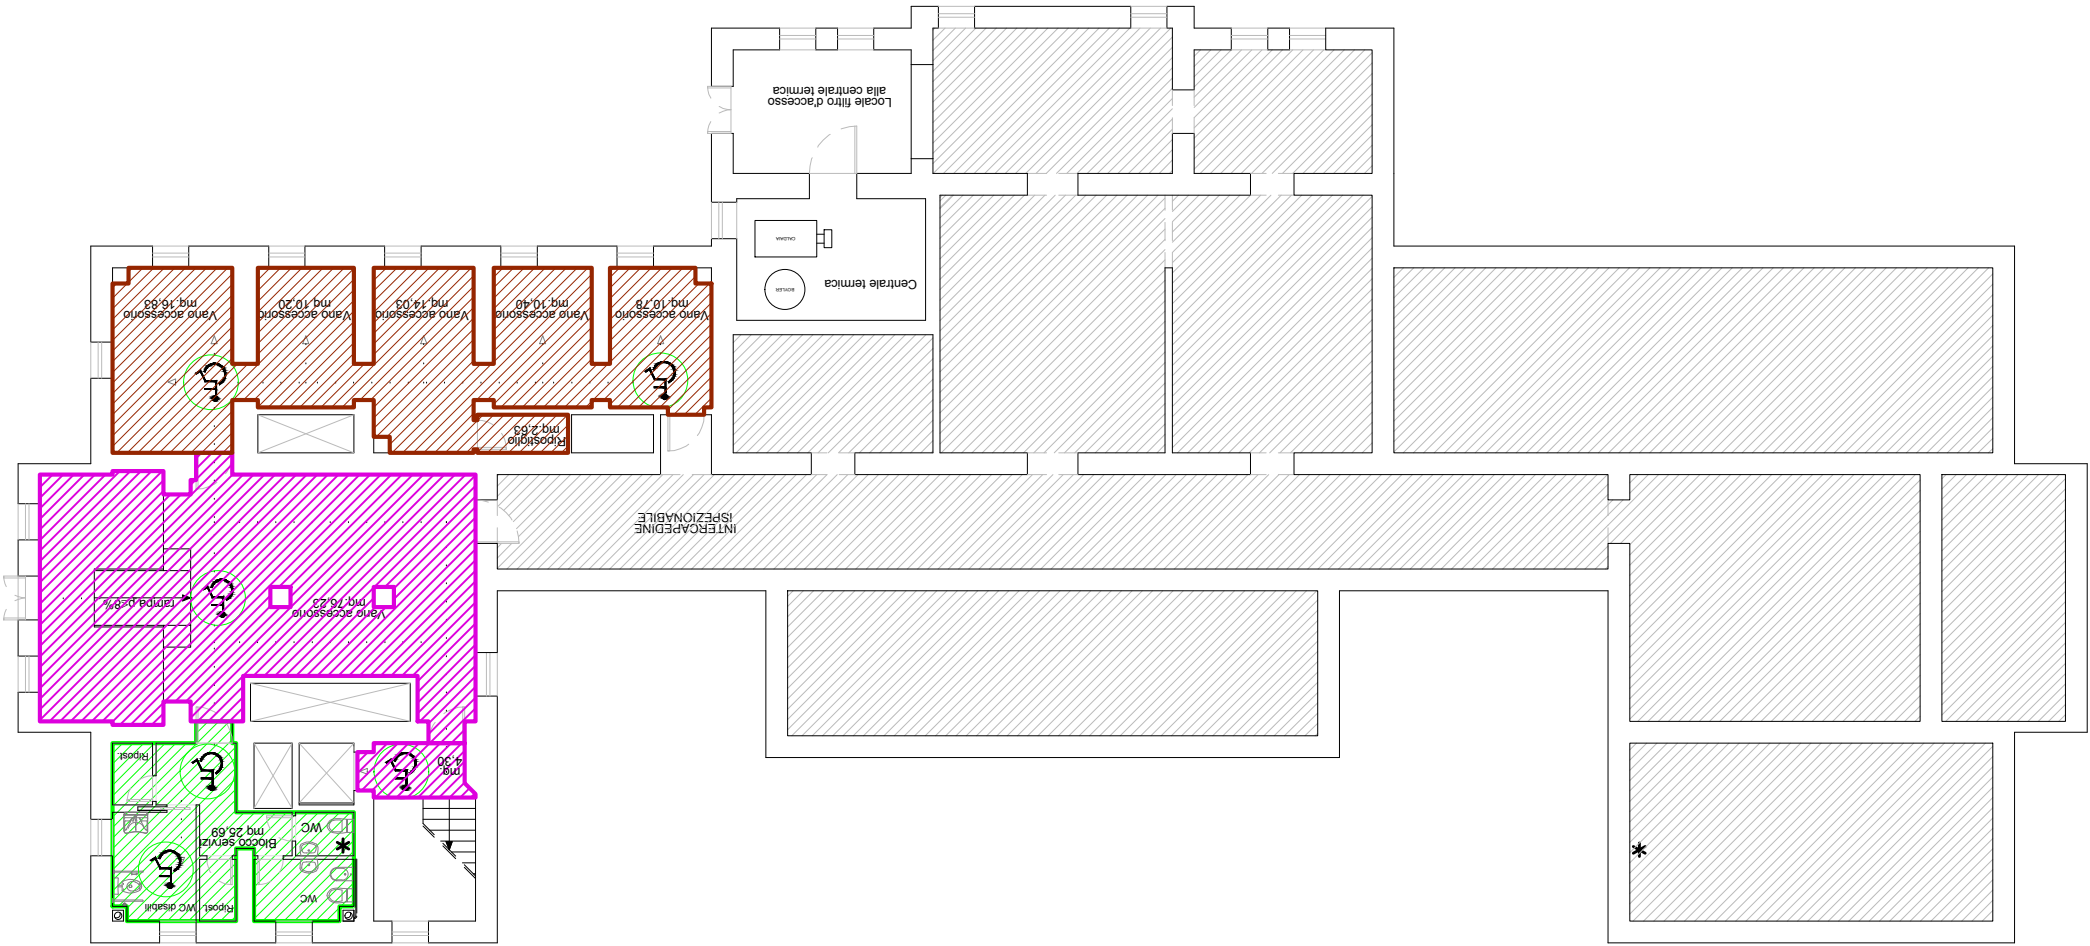 Locale filtro d'accesso
alla centrale termica
CALDAIA
BOYLER
Centrale termica
Vano accessorio
mq.16,83
Vano accessorio
mq.10,20
Vano accessorio
mq.14,03
Vano accessorio
mq.10,40
Vano accessorio
mq.10,78
Ripostiglio
mq.2,63
INTERCAPEDINE
ISPEZIONABILE
rampa p=8%
Vano accessorio
mq.76,23
mq.
4,30
Ripost.
Blocco servizi
mq 25,69
WC
*
WC disabili
Ripost.
WC
*